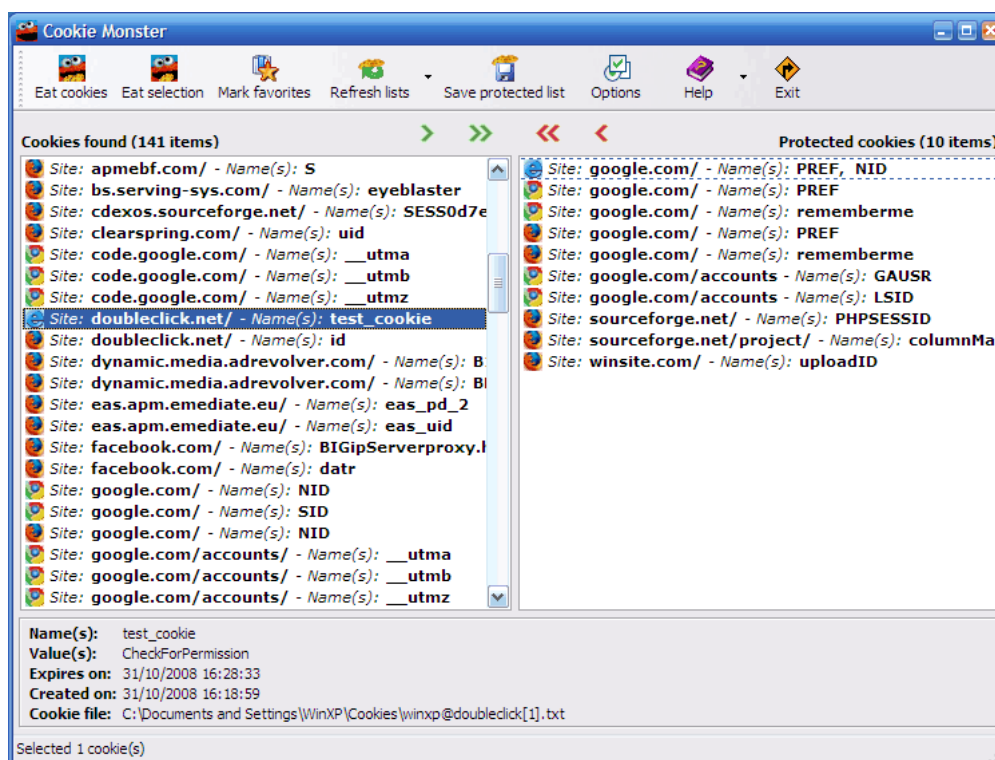 Cookie Monster
Eat cookies Eat selection Mark favorites Refresh lists Save protected list Options Help Exit
Cookies found (141 items)
Protected cookies (10 items)
Site: apmebf.com/ - Name(s): S
Site: bs.serving-sys.com/ - Name(s): eyeblaster
Site: cdexos.sourceforge.net/ - Name(s): SESS0d7e
Site: clearspring.com/ - Name(s): uid
Site: code.google.com/ - Name(s): __utma
Site: code.google.com/ - Name(s): __utmb
Site: code.google.com/ - Name(s): __utmz
Site: doubleclick.net/ - Name(s): test_cookie
Site: doubleclick.net/ - Name(s): id
Site: dynamic.media.adrevolver.com/ - Name(s): B
Site: dynamic.media.adrevolver.com/ - Name(s): BI
Site: eas.apm.emediate.eu/ - Name(s): eas_pd_2
Site: eas.apm.emediate.eu/ - Name(s): eas_uid
Site: facebook.com/ - Name(s): BIGipServerproxy.h
Site: facebook.com/ - Name(s): datr
Site: google.com/ - Name(s): NID
Site: google.com/ - Name(s): SID
Site: google.com/ - Name(s): NID
Site: google.com/accounts/ - Name(s): __utma
Site: google.com/accounts/ - Name(s): __utmb
Site: google.com/accounts/ - Name(s): __utmz
Site: google.com/ - Name(s): PREF, NID
Site: google.com/ - Name(s): PREF
Site: google.com/ - Name(s): rememberme
Site: google.com/ - Name(s): PREF
Site: google.com/ - Name(s): rememberme
Site: google.com/accounts - Name(s): GAUSR
Site: google.com/accounts - Name(s): LSID
Site: sourceforge.net/ - Name(s): PHPSESSID
Site: sourceforge.net/project/ - Name(s): columnMa
Site: winsite.com/ - Name(s): uploadID
Name(s): test_cookie
Value(s): CheckForPermission
Expires on: 31/10/2008 16:28:33
Created on: 31/10/2008 16:18:59
Cookie file: C:\Documents and Settings\WinXP\Cookies\winxp@doubleclick[1].txt
Selected 1 cookie(s)